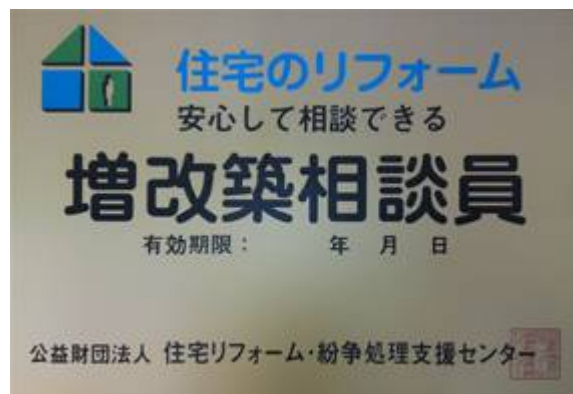 住宅のリフォーム
安心して相談できる
増改築相談員
有効期限： 年 月 日
公益財団法人 住宅リフォーム・紛争処理支援センター